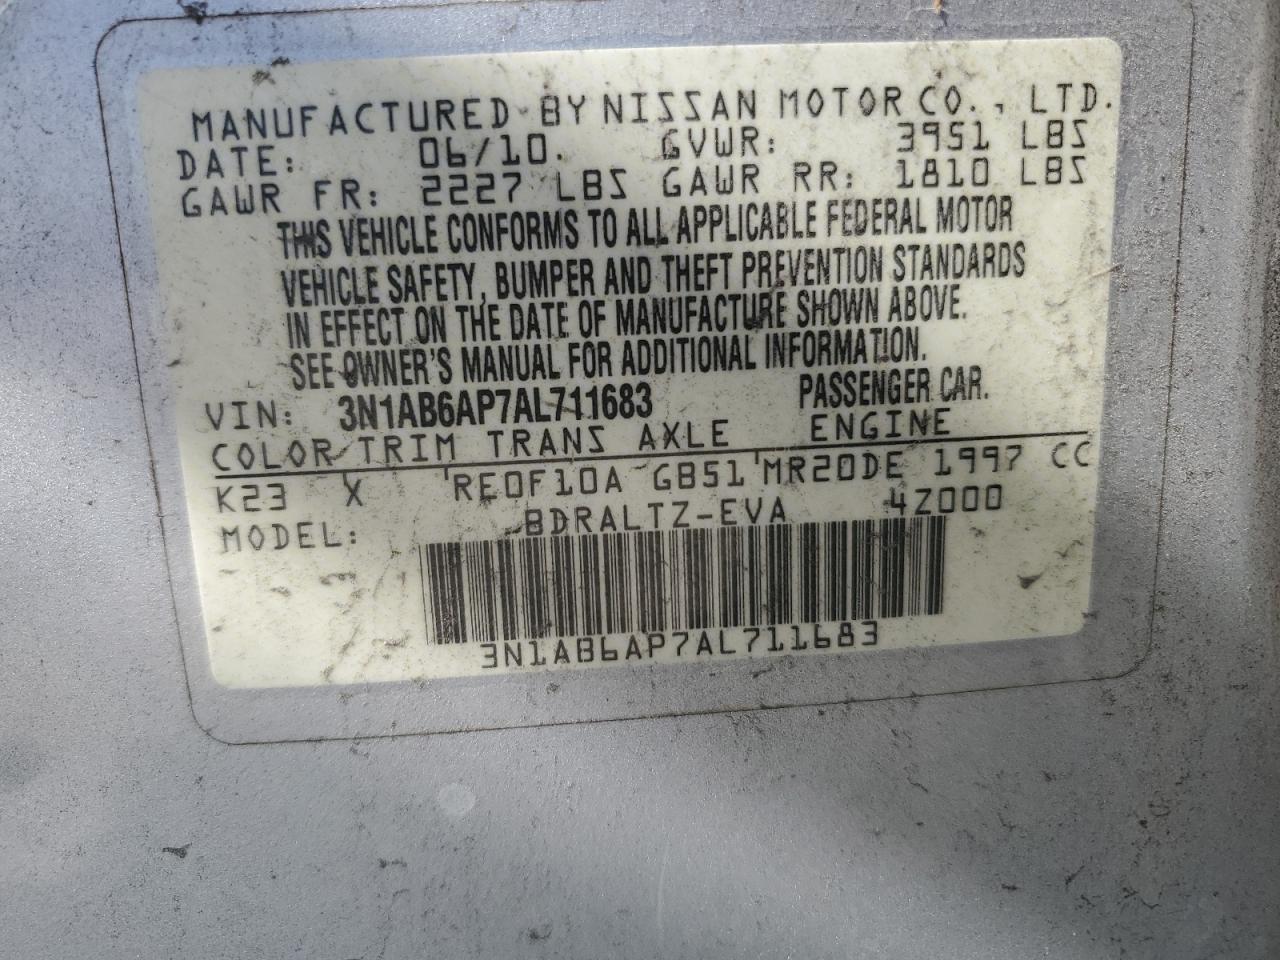 MANUFACTURED BY NISSAN MOTOR CO., LTD.
DATE: 06/10. GVWR: 3951 LBS
GAWR FR: 2227 LBS GAWR RR: 1810 LBS
THIS VEHICLE CONFORMS TO ALL APPLICABLE FEDERAL MOTOR
VEHICLE SAFETY, BUMPER AND THEFT PREVENTION STANDARDS
IN EFFECT ON THE DATE OF MANUFACTURE SHOWN ABOVE.
SEE OWNER'S MANUAL FOR ADDITIONAL INFORMATION.
VIN: 3N1AB6AP7AL711683 PASSENGER CAR.
COLOR TRIM TRANS AXLE ENGINE
K23 X RE0F10A GB51 MR20DE 1997 CC
MODEL: BDRALTZ-EVA 4Z000
3N1AB6AP7AL711683